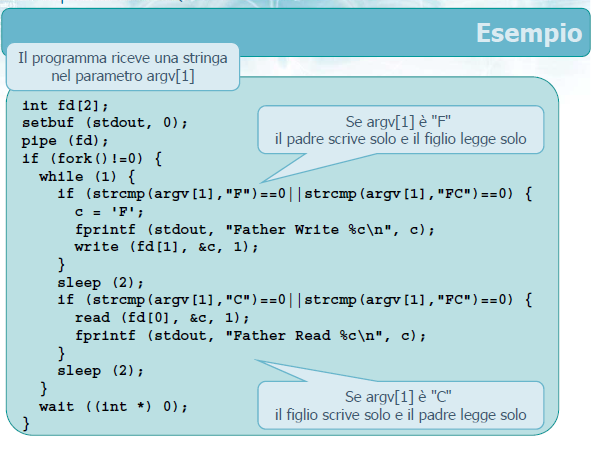 Esempio
Il programma riceve una stringa
nel parametro argv[1]
int fd[2];
setbuf (stdout, 0);
pipe (fd);
if (fork()!=0) {
while (1) {
if (strcmp(argv[1],"F")==0||strcmp(argv[1],"FC")==0) {
c = 'F';
fprintf (stdout, "Father Write %c\n", c);
write (fd[1], &c, 1);
}
sleep (2);
if (strcmp(argv[1],"C")==0||strcmp(argv[1],"FC")==0) {
read (fd[0], &c, 1);
fprintf (stdout, "Father Read %c\n", c);
}
sleep (2);
}
wait ((int *) 0);
}
Se argv[1] è "F"
il padre scrive solo e il figlio legge solo
Se argv[1] è "C"
il figlio scrive solo e il padre legge solo